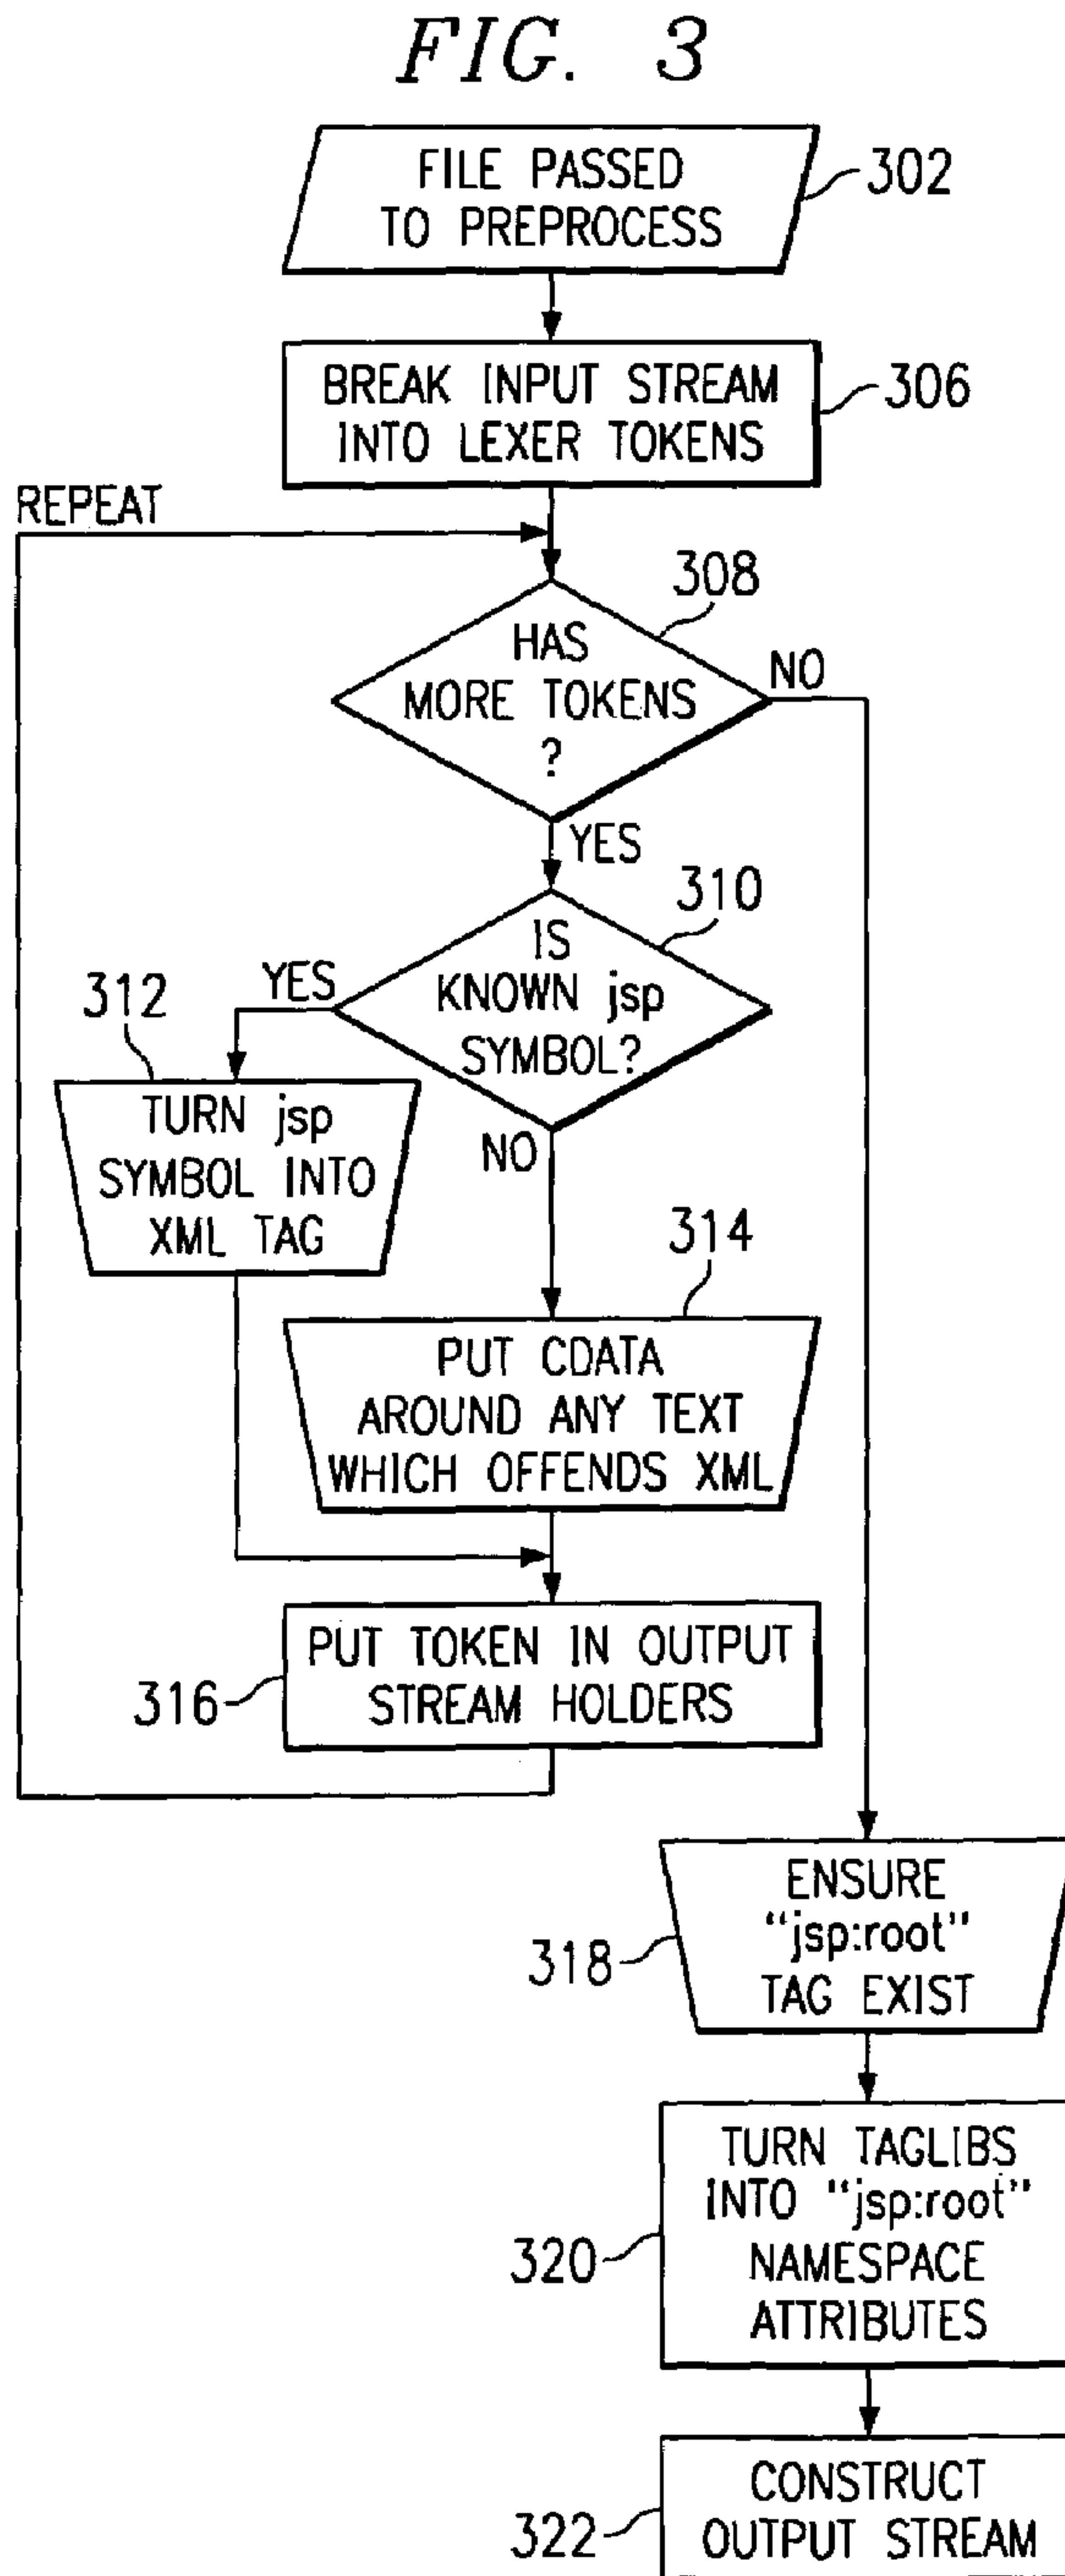 FIG. 3
FILE PASSED
TO PREPROCESS
302
BREAK INPUT STREAM
INTO LEXER TOKENS
306
REPEAT
308
HAS
MORE TOKENS
?
NO
YES
310
IS
KNOWN jsp
SYMBOL?
YES
NO
312
TURN jsp
SYMBOL INTO
XML TAG
314
PUT CDATA
AROUND ANY TEXT
WHICH OFFENDS XML
PUT TOKEN IN OUTPUT
STREAM HOLDERS
316
ENSURE
“jsp:root”
TAG EXIST
318
TURN TAGLIBS
INTO “jsp:root”
NAMESPACE
ATTRIBUTES
320
CONSTRUCT
OUTPUT STREAM
322